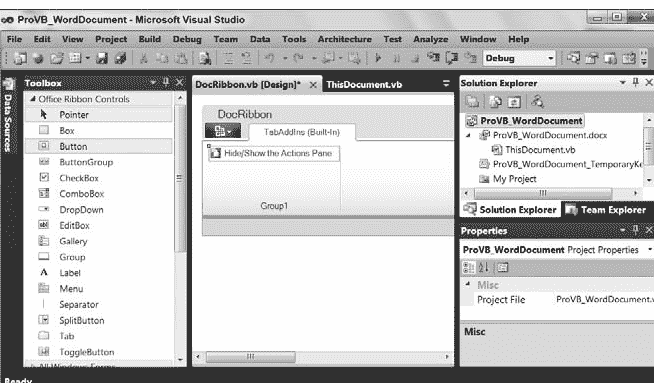 ProVB_WordDocument - Microsoft Visual Studio
File Edit View Project Build Debug Team Data Tools Architecture Test Analyze Window Help
Debug
Data Sources
Toolbox
Office Ribbon Controls
Pointer
Box
Button
ButtonGroup
CheckBox
ComboBox
DropDown
EditBox
Gallery
Group
Label
Menu
Separator
SplitButton
Tab
ToggleButton
All Windows Forms
DocRibbon.vb [Design]* ThisDocument.vb
DocRibbon
TabAddIns (Built-In)
Hide/Show the Actions Pane
Group1
Solution Explorer
ProVB_WordDocument
ProVB_WordDocument.docx
ThisDocument.vb
ProVB_WordDocument_TemporaryKe
My Project
Solution Explorer Team Explorer
Properties
ProVB_WordDocument Project Properties
Misc
Project File ProVB_WordDocument.v
Misc
Ready